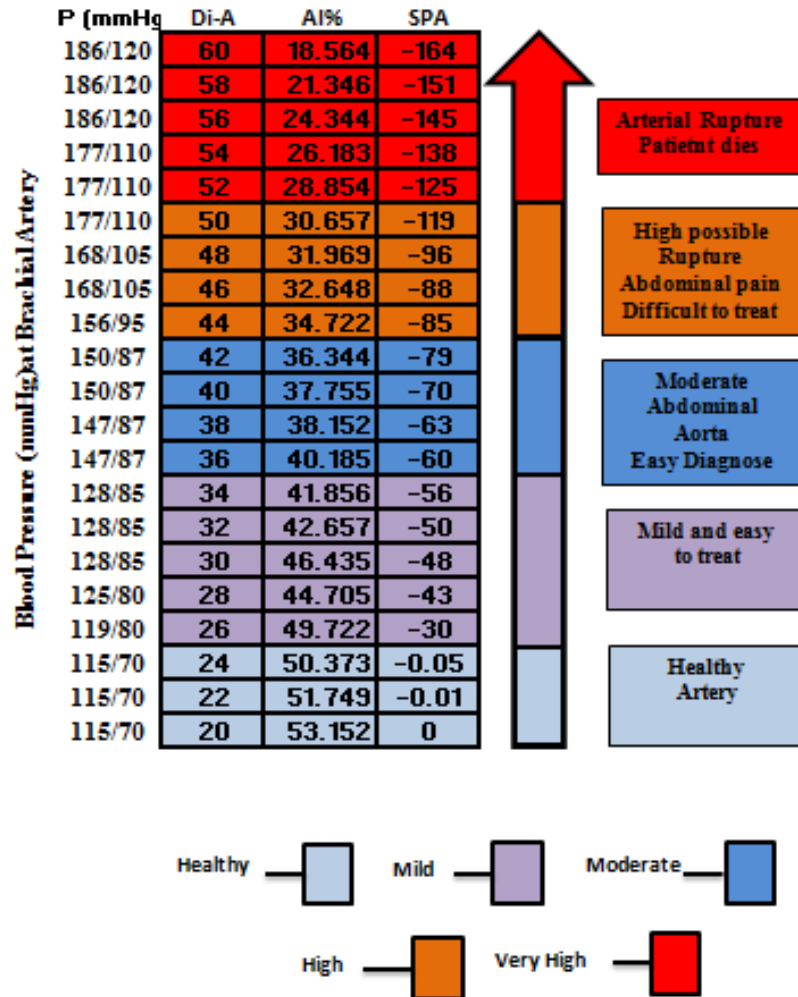 P (mmHg Di-A AI% SPA
186/120 60 18.564 -164
186/120 58 21.346 -151
186/120 56 24.344 -145
177/110 54 26.183 -138
177/110 52 28.854 -125
177/110 50 30.657 -119
168/105 48 31.969 -96
168/105 46 32.648 -88
156/95 44 34.722 -85
150/87 42 36.344 -79
150/87 40 37.755 -70
147/87 38 38.152 -63
147/87 36 40.185 -60
128/85 34 41.856 -56
128/85 32 42.657 -50
128/85 30 46.435 -48
125/80 28 44.705 -43
119/80 26 49.722 -30
115/70 24 50.373 -0.05
115/70 22 51.749 -0.01
115/70 20 53.152 0
Blood Pressure (mmHg)at Brachial Artery
Arterial Rupture
Patietnt dies
High possible
Rupture
Abdominal pain
Difficult to treat
Moderate
Abdominal
Aorta
Easy Diagnose
Mild and easy
to treat
Healthy
Artery
Healthy Mild Moderate
High Very High